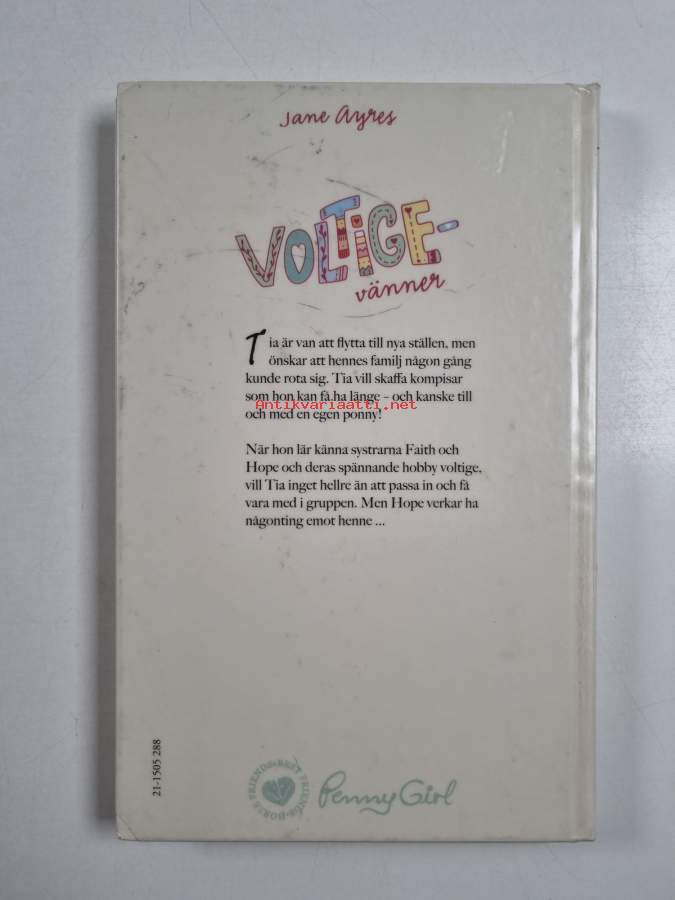 Jane Ayres
VOLTIGE-
vänner
Tia är van att flytta till nya ställen, men
önskar att hennes familj någon gång
kunde rota sig. Tia vill skaffa kompisar
som hon kan få ha länge – och kanske till
Antikvariaatti.net
och med en egen ponny!
När hon lär känna systrarna Faith och
Hope och deras spännande hobby voltige,
vill Tia inget hellre än att passa in och få
vara med i gruppen. Men Hope verkar ha
någonting emot henne ...
21-1505 288
HORSE FRIENDS•BEST FRIENDS•
Penny Girl